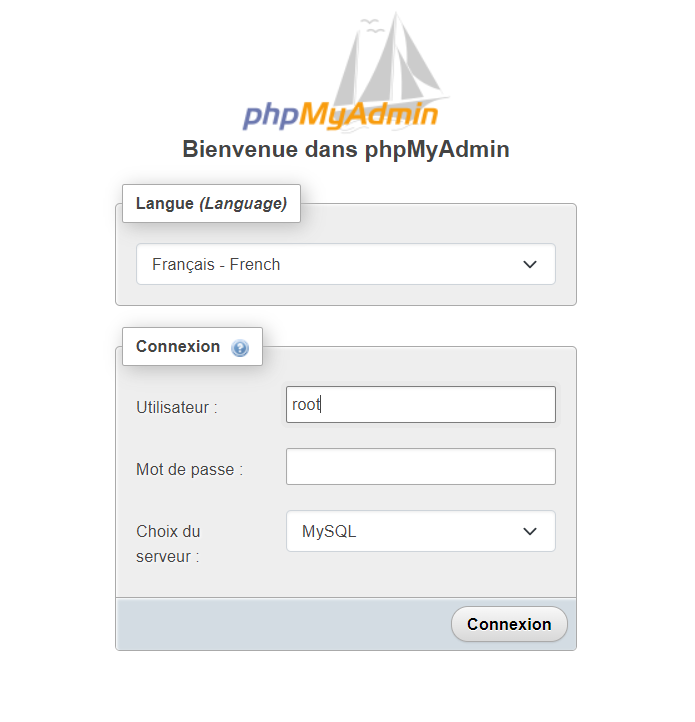 phpMyAdmin
Bienvenue dans phpMyAdmin
Langue (Language)
Français - French
Connexion
Utilisateur :
root
Mot de passe :
Choix du
serveur :
MySQL
Connexion